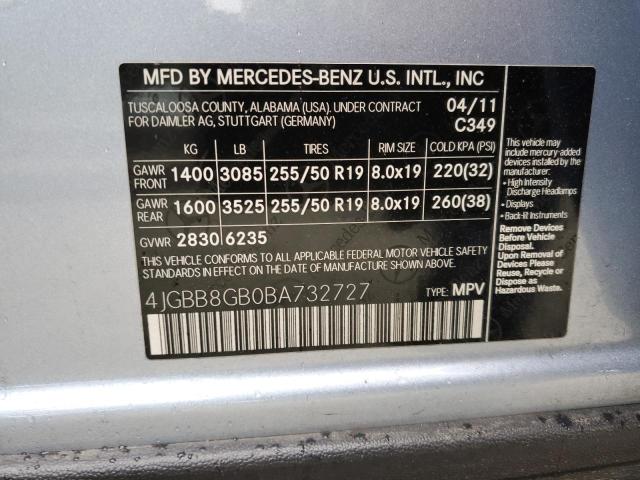 MFD BY MERCEDES-BENZ U.S. INTL., INC
TUSCALOOSA COUNTY, ALABAMA (USA). UNDER CONTRACT 04/11
FOR DAIMLER AG, STUTTGART (GERMANY) C349
KG LB TIRES RIM SIZE COLD KPA (PSI)
GAWR FRONT 1400 3085 255/50 R19 8.0x19 220(32)
GAWR REAR 1600 3525 255/50 R19 8.0x19 260(38)
GVWR 2830 6235
THIS VEHICLE CONFORMS TO ALL APPLICABLE FEDERAL MOTOR VEHICLE SAFETY
STANDARDS IN EFFECT ON THE DATE OF MANUFACTURE SHOWN ABOVE.
4JGBB8GB0BA732727 TYPE: MPV
This vehicle may
include mercury-added
devices installed by the
manufacturer:
• High Intensity
Discharge Headlamps
• Displays
• Back-lit Instruments
Remove Devices
Before Vehicle
Disposal.
Upon Removal of
Devices Please
Reuse, Recycle or
Dispose as
Hazardous Waste.